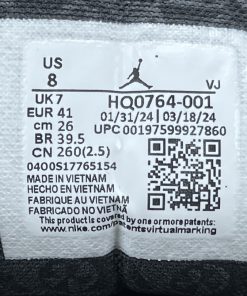 US
8
VJ
UK 7
EUR 41
cm 26
BR 39.5
CN 260(2.5)
HQ0764-001
01/31/24 | 03/18/24
UPC 00197599927860
0400S17765154
MADE IN VIETNAM
HECHO EN VIETNAM
FABRIQUE AU VIETNAM
FABRICADO NO VIETNAM
This product is covered by one or more patents:
www.nike.com/patentsvirtualmarking